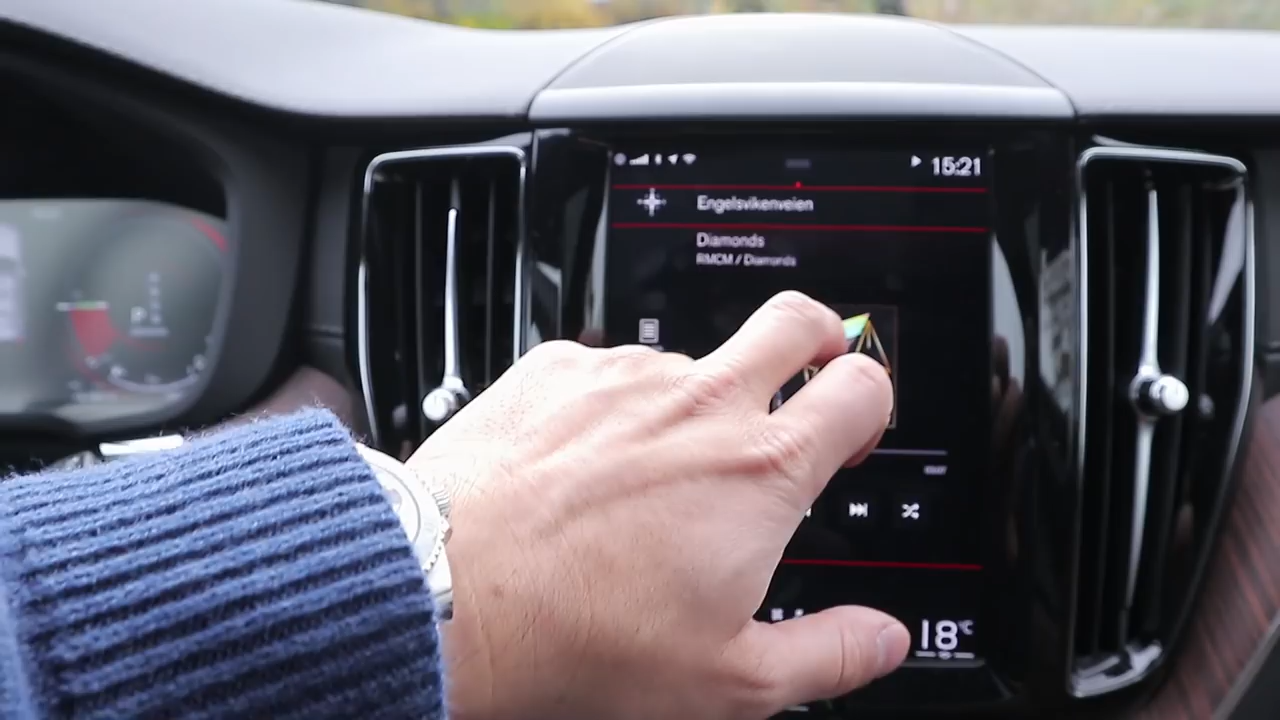 15:21
Engelsvikenveien
Diamonds
RMCM / Diamonds
P
18°C